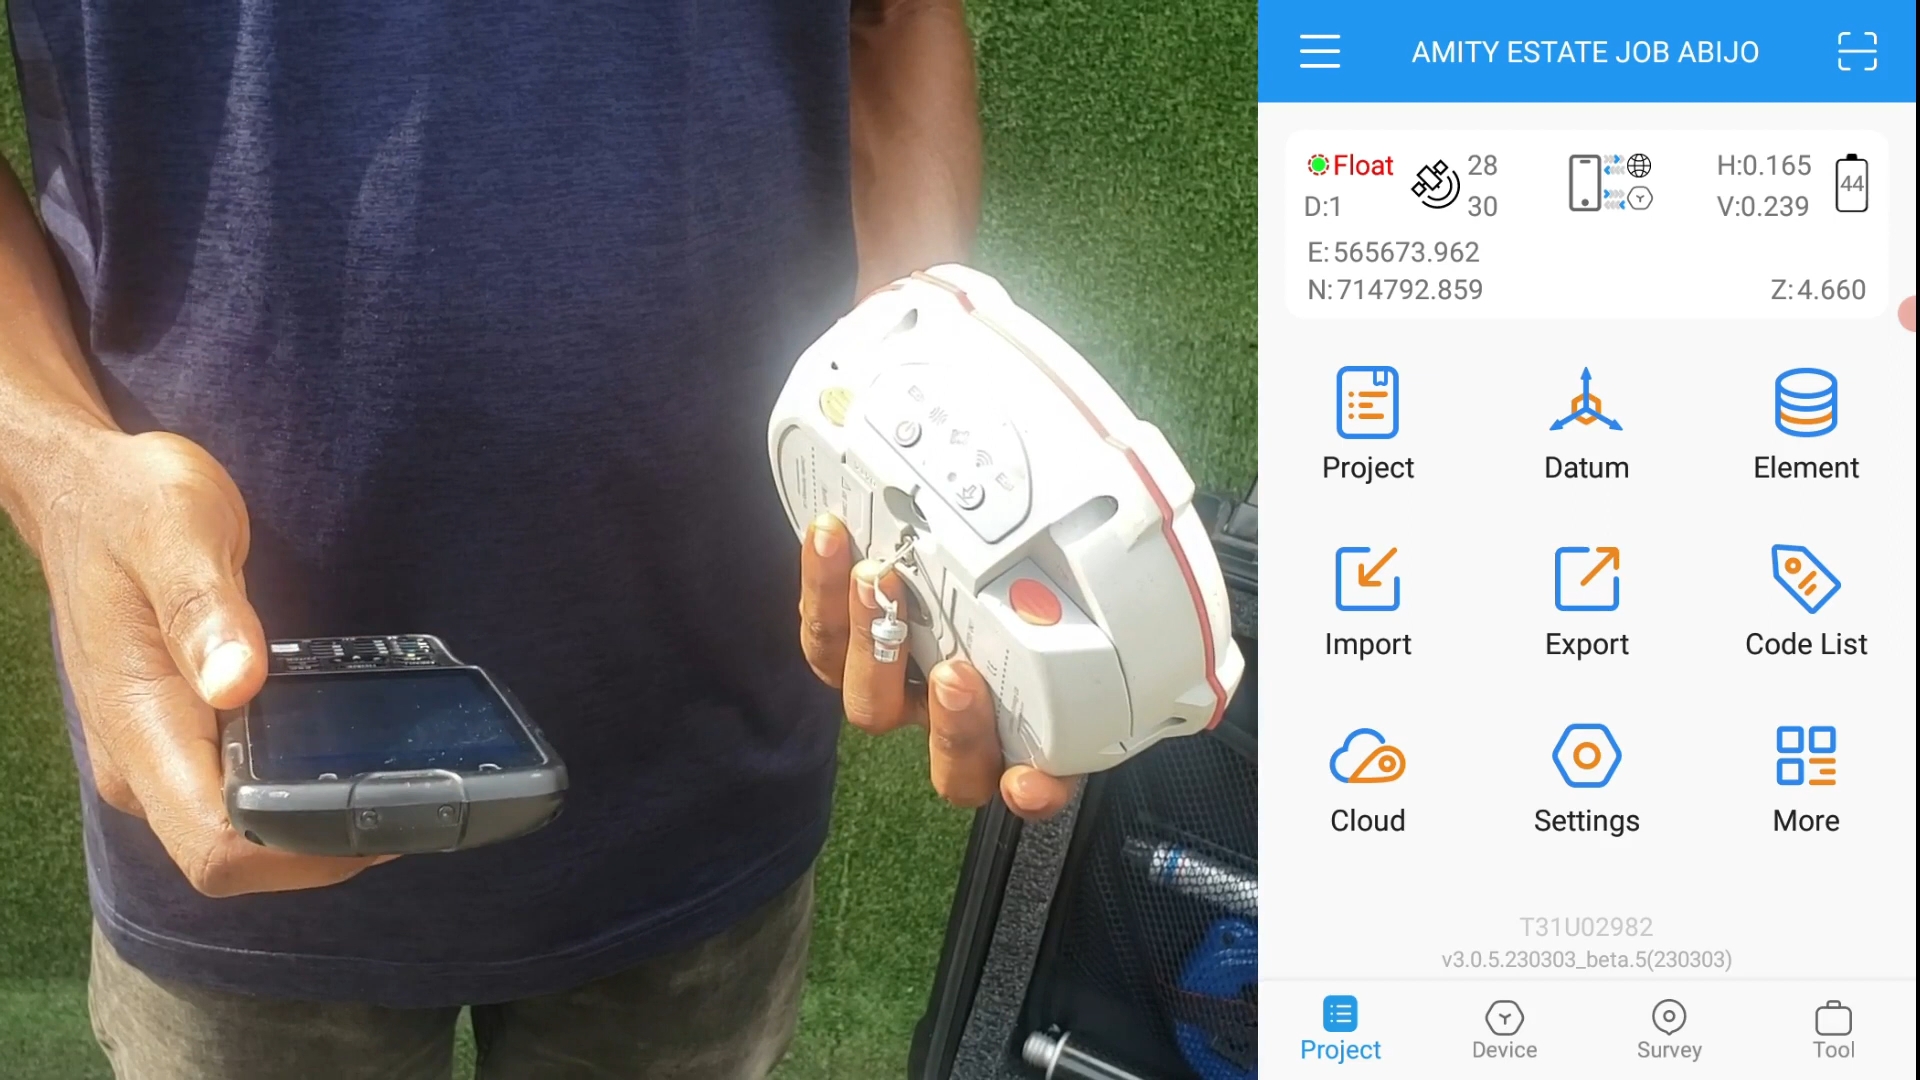 AMITY ESTATE JOB ABIJO
Float 28 H:0.165 44
D:1 30 V:0.239
E:565673.962
N:714792.859 Z:4.660
Project Datum Element
Import Export Code List
Cloud Settings More
T31U02982
v3.0.5.230303_beta.5(230303)
Project Device Survey Tool